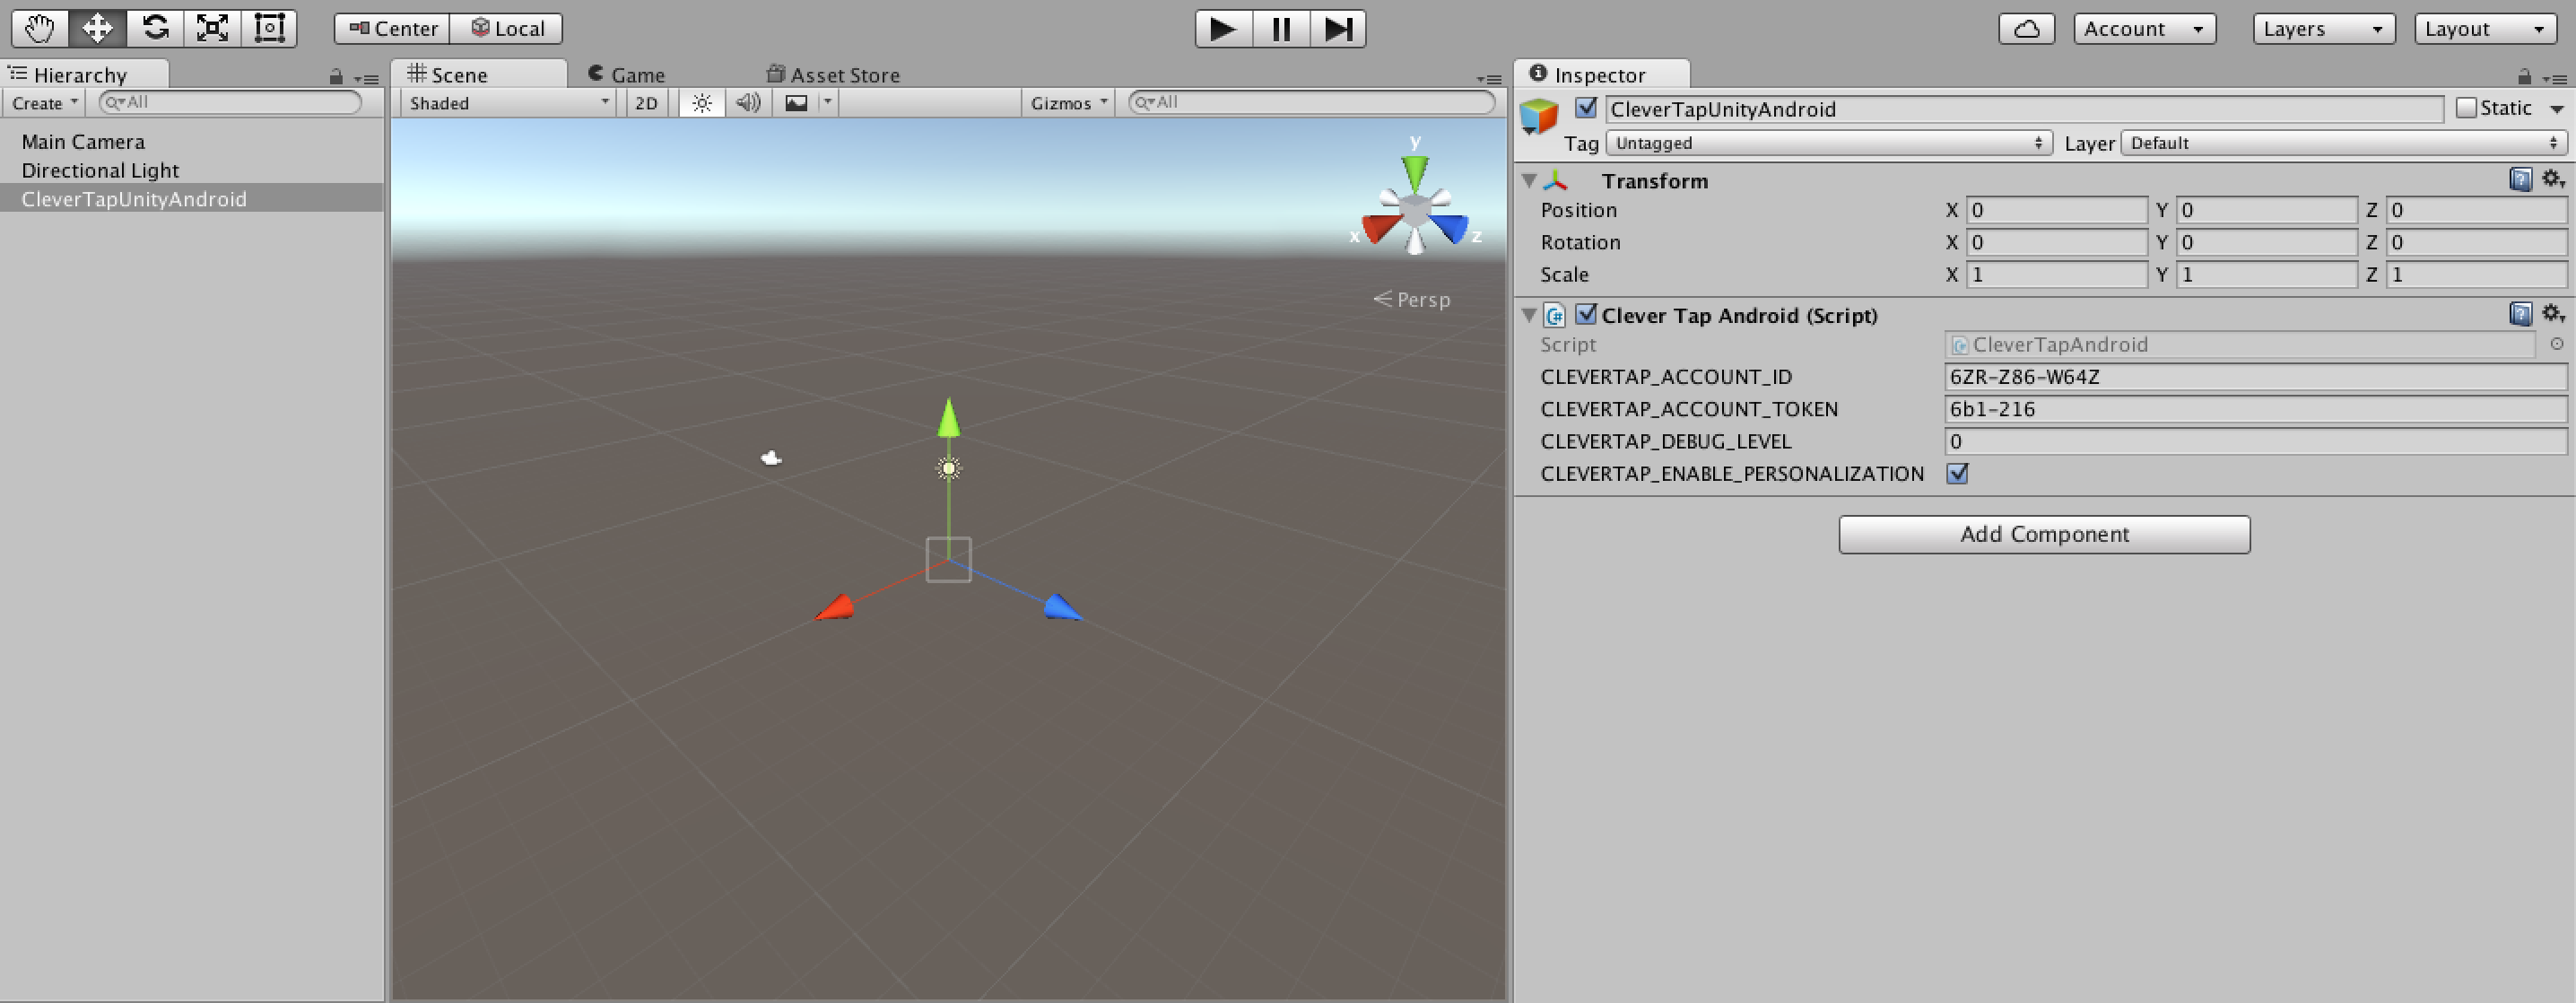 Center Local Account Layers Layout
Hierarchy
Create All
Main Camera
Directional Light
CleverTapUnityAndroid
Scene Game Asset Store
Shaded 2D Gizmos All
y
x z
Persp
Inspector
CleverTapUnityAndroid Static
Tag Untagged Layer Default
Transform
Position X 0 Y 0 Z 0
Rotation X 0 Y 0 Z 0
Scale X 1 Y 1 Z 1
C# Clever Tap Android (Script)
Script CleverTapAndroid
CLEVERTAP_ACCOUNT_ID 6ZR-Z86-W64Z
CLEVERTAP_ACCOUNT_TOKEN 6b1-216
CLEVERTAP_DEBUG_LEVEL 0
CLEVERTAP_ENABLE_PERSONALIZATION
Add Component